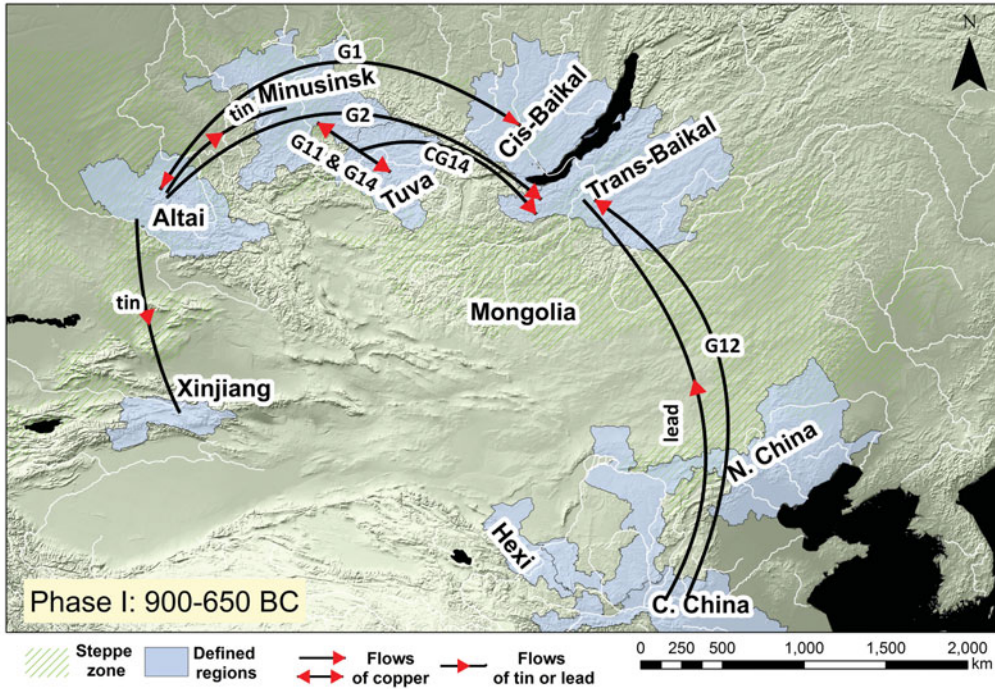 N
G1
tin
Minusinsk
G2
Cis-Baikal
G11 & G14
CG14
Tuva
Trans-Baikal
Altai
tin
Mongolia
G12
Xinjiang
lead
N. China
Hexi
C. China
Phase I: 900-650 BC
Steppe
zone
Defined
regions
Flows
of copper
Flows
of tin or lead
0 250 500 1,000 1,500 2,000
km